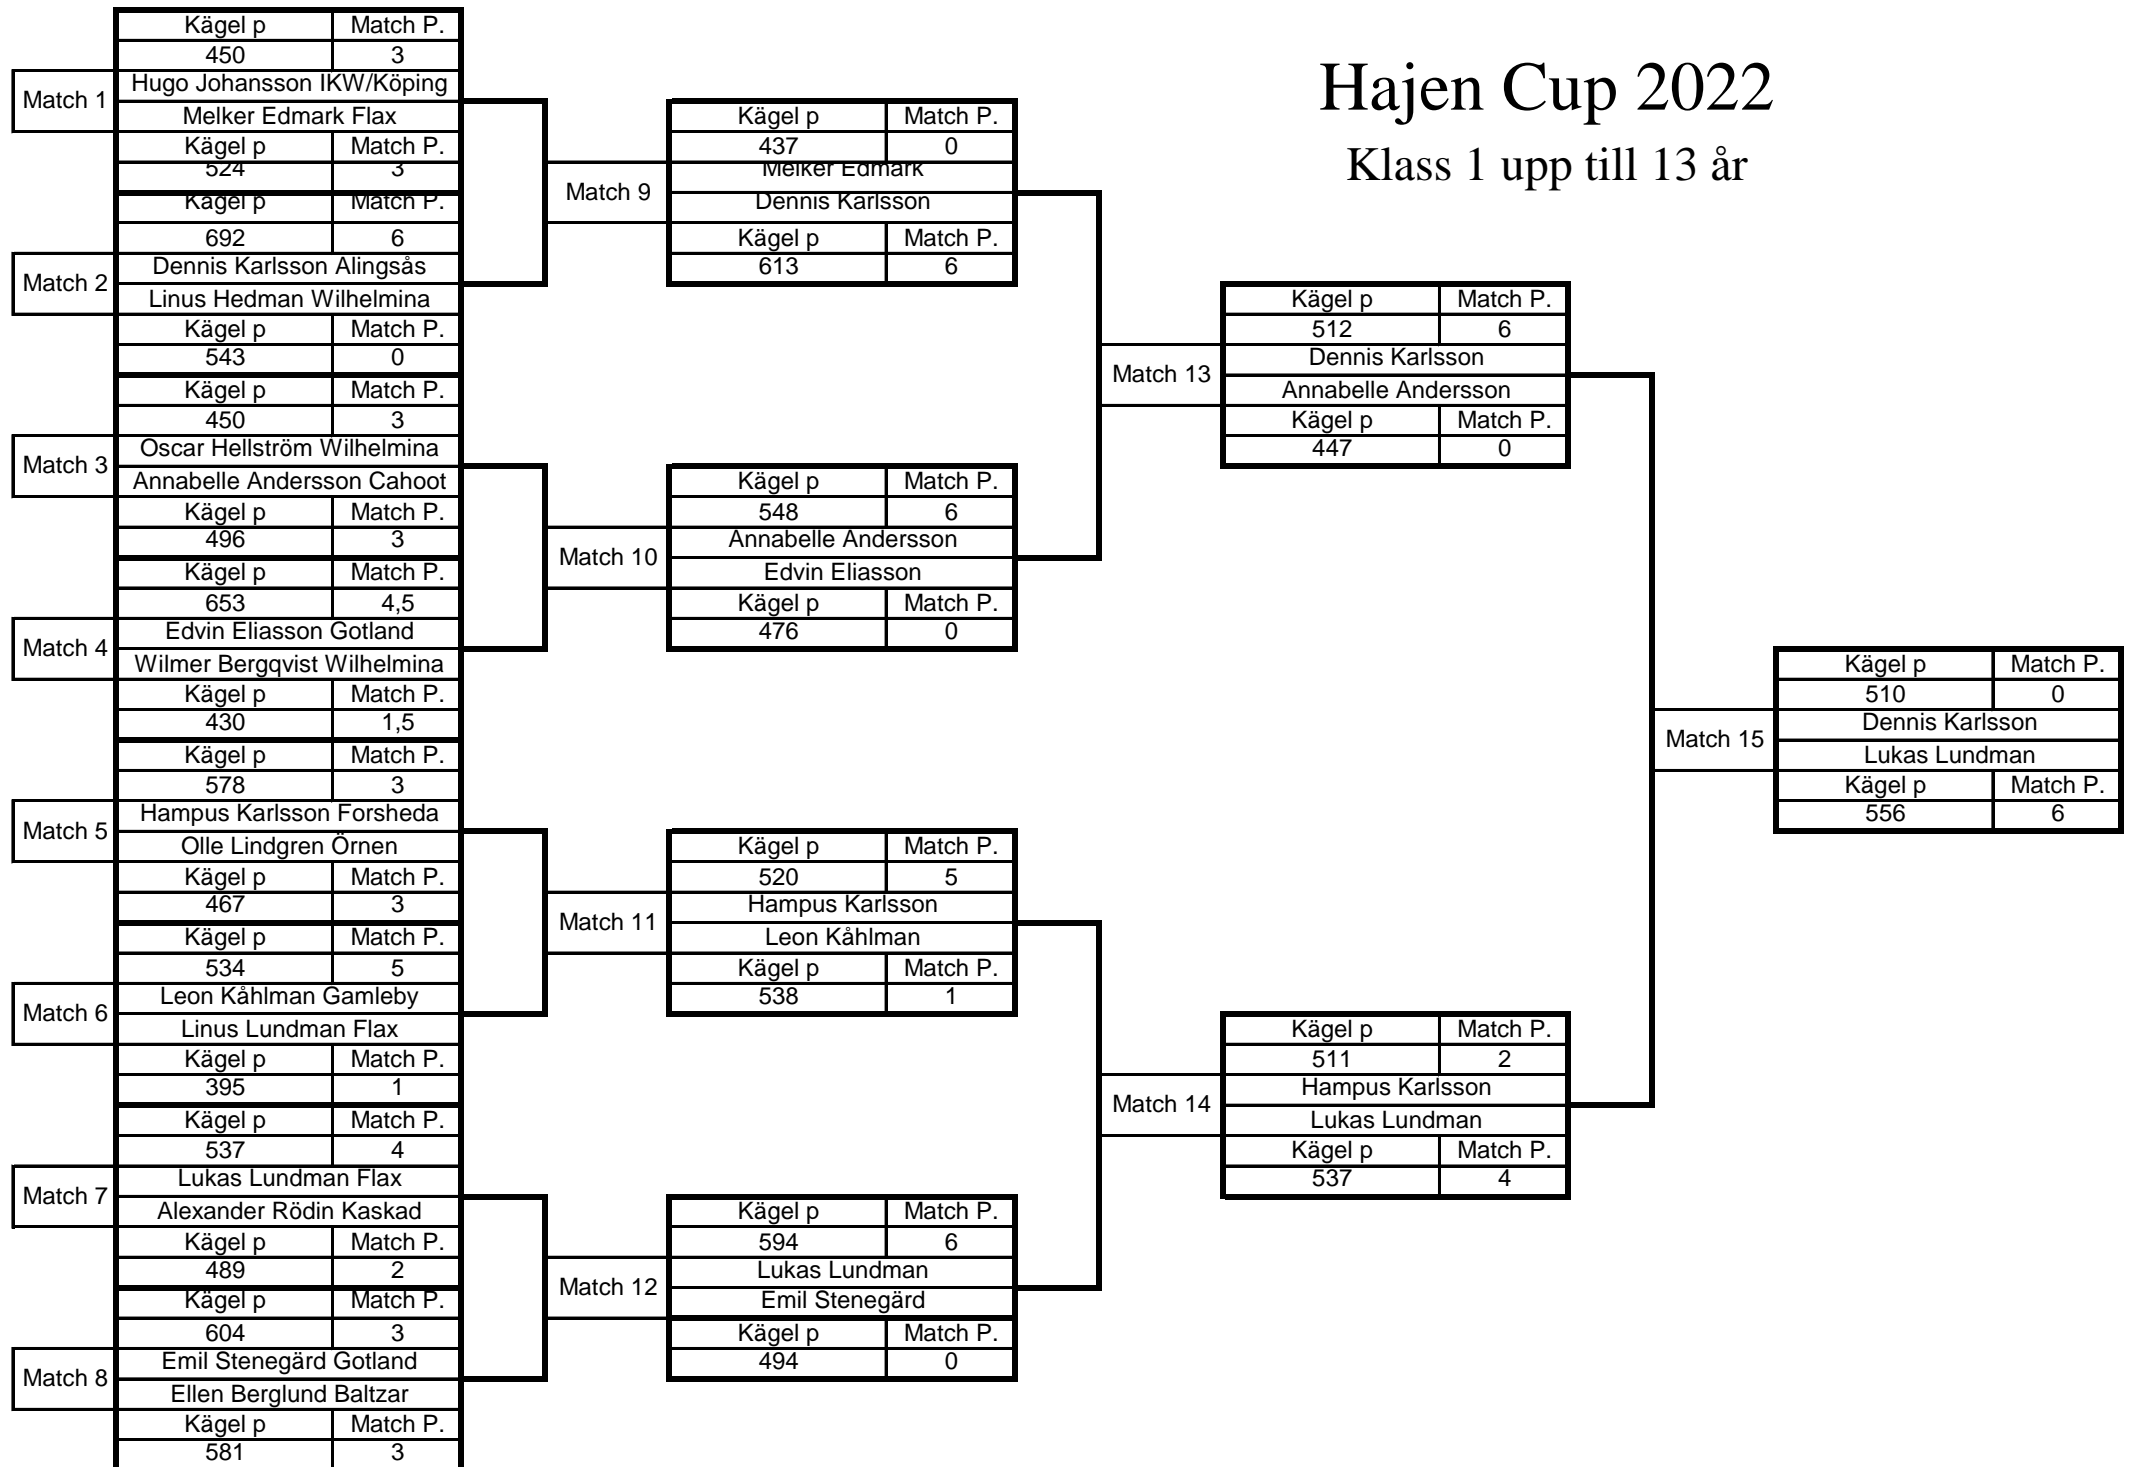 Hajen Cup 2022
Klass 1 upp till 13 år
Kägel p Match P.
450 3
Match 1
Hugo Johansson IKW/Köping
Melker Edmark Flax
Kägel p Match P.
524 3
Kägel p Match P.
692 6
Match 2
Dennis Karlsson Alingsås
Linus Hedman Wilhelmina
Kägel p Match P.
543 0
Kägel p Match P.
450 3
Match 3
Oscar Hellström Wilhelmina
Annabelle Andersson Cahoot
Kägel p Match P.
496 3
Kägel p Match P.
653 4,5
Match 4
Edvin Eliasson Gotland
Wilmer Bergqvist Wilhelmina
Kägel p Match P.
430 1,5
Kägel p Match P.
578 3
Match 5
Hampus Karlsson Forsheda
Olle Lindgren Örnen
Kägel p Match P.
467 3
Kägel p Match P.
534 5
Match 6
Leon Kåhlman Gamleby
Linus Lundman Flax
Kägel p Match P.
395 1
Kägel p Match P.
537 4
Match 7
Lukas Lundman Flax
Alexander Rödin Kaskad
Kägel p Match P.
489 2
Kägel p Match P.
604 3
Match 8
Emil Stenegärd Gotland
Ellen Berglund Baltzar
Kägel p Match P.
581 3
Kägel p Match P.
437 0
Match 9
Melker Edmark
Dennis Karlsson
Kägel p Match P.
613 6
Kägel p Match P.
548 6
Match 10
Annabelle Andersson
Edvin Eliasson
Kägel p Match P.
476 0
Kägel p Match P.
520 5
Match 11
Hampus Karlsson
Leon Kåhlman
Kägel p Match P.
538 1
Kägel p Match P.
594 6
Match 12
Lukas Lundman
Emil Stenegärd
Kägel p Match P.
494 0
Kägel p Match P.
512 6
Match 13
Dennis Karlsson
Annabelle Andersson
Kägel p Match P.
447 0
Kägel p Match P.
511 2
Match 14
Hampus Karlsson
Lukas Lundman
Kägel p Match P.
537 4
Kägel p Match P.
510 0
Match 15
Dennis Karlsson
Lukas Lundman
Kägel p Match P.
556 6